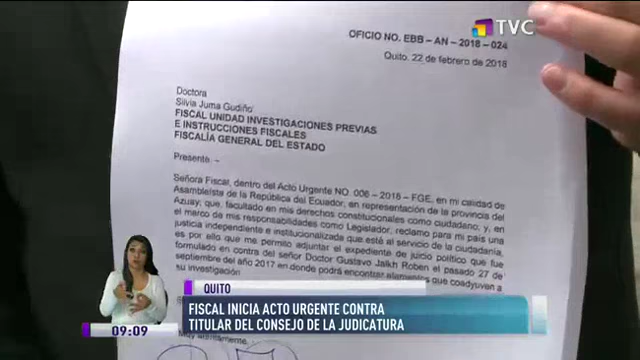 TVC
OFICIO NO. EBB – AN – 2018 – 024
Quito, 22 de febrero de 2018
Doctora
Silvia Juma Gudiño
FISCAL UNIDAD INVESTIGACIONES PREVIAS
E INSTRUCCIONES FISCALES
FISCALÍA GENERAL DEL ESTADO
Presente. –
Señora Fiscal, dentro del Acto Urgente NO. 006 – 2018 – FGE, en mi calidad de
Asambleísta de la República del Ecuador, en representación de la provincia del
Azuay, que, facultado en mis derechos constitucionales como ciudadano, y, en
el marco de mis responsabilidades como Legislador, reclamo para mi país una
justicia independiente e institucionalizada que esté al servicio de la ciudadanía,
es por ello que me permito adjuntar el expediente de juicio político que fue
formulado en contra del señor Doctor Gustavo Jalkh Roben el pasado 27 de
septiembre del año 2017 en donde podrá encontrar elementos que coadyuven a
su investigación
QUITO
FISCAL INICIA ACTO URGENTE CONTRA
TITULAR DEL CONSEJO DE LA JUDICATURA
09:09
atentamente.